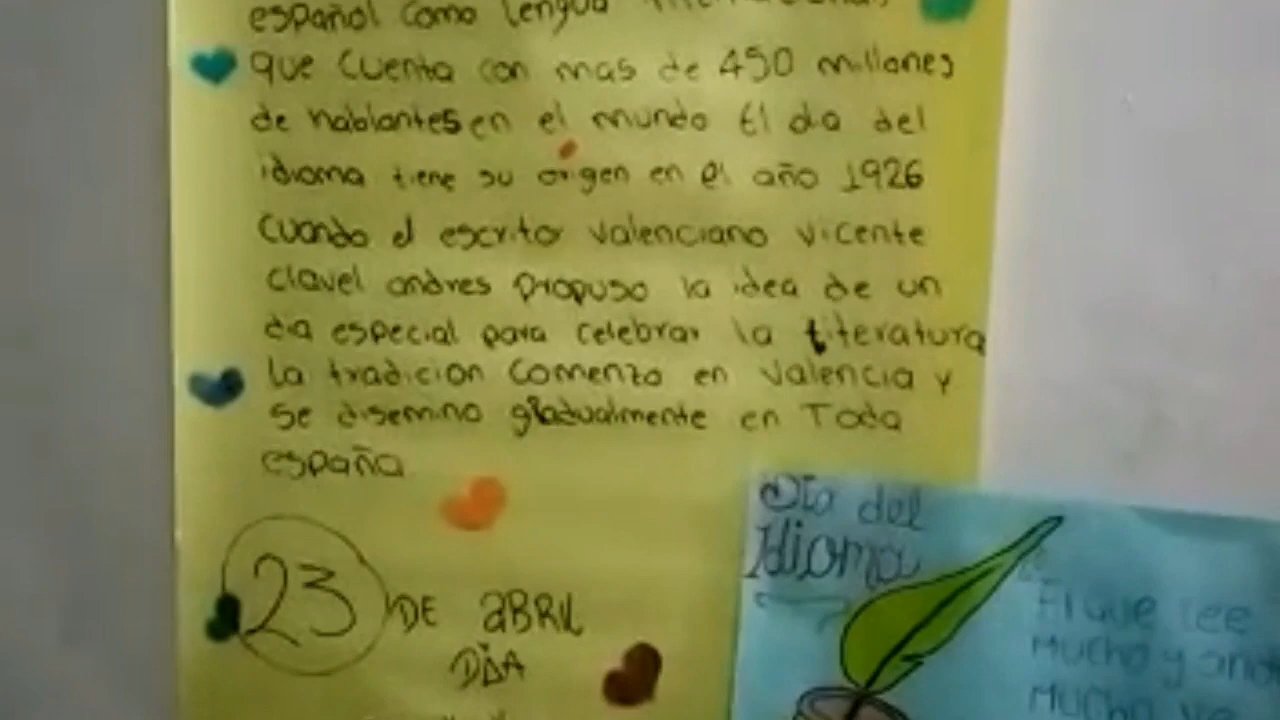 español como lengua
que cuenta con mas de 450 millones
de hablantes en el mundo El dia del
idioma tiene su origen en el año 1926
cuando el escritor valenciano vicente
clavel andres propuso la idea de un
dia especial para celebrar la literatura
La tradicion comenzo en valencia y
se disemino gradualmente en Toda
españa
23 DE ABRIL
DÍA
Día del
Idioma
El que lee
mucho y
mucho